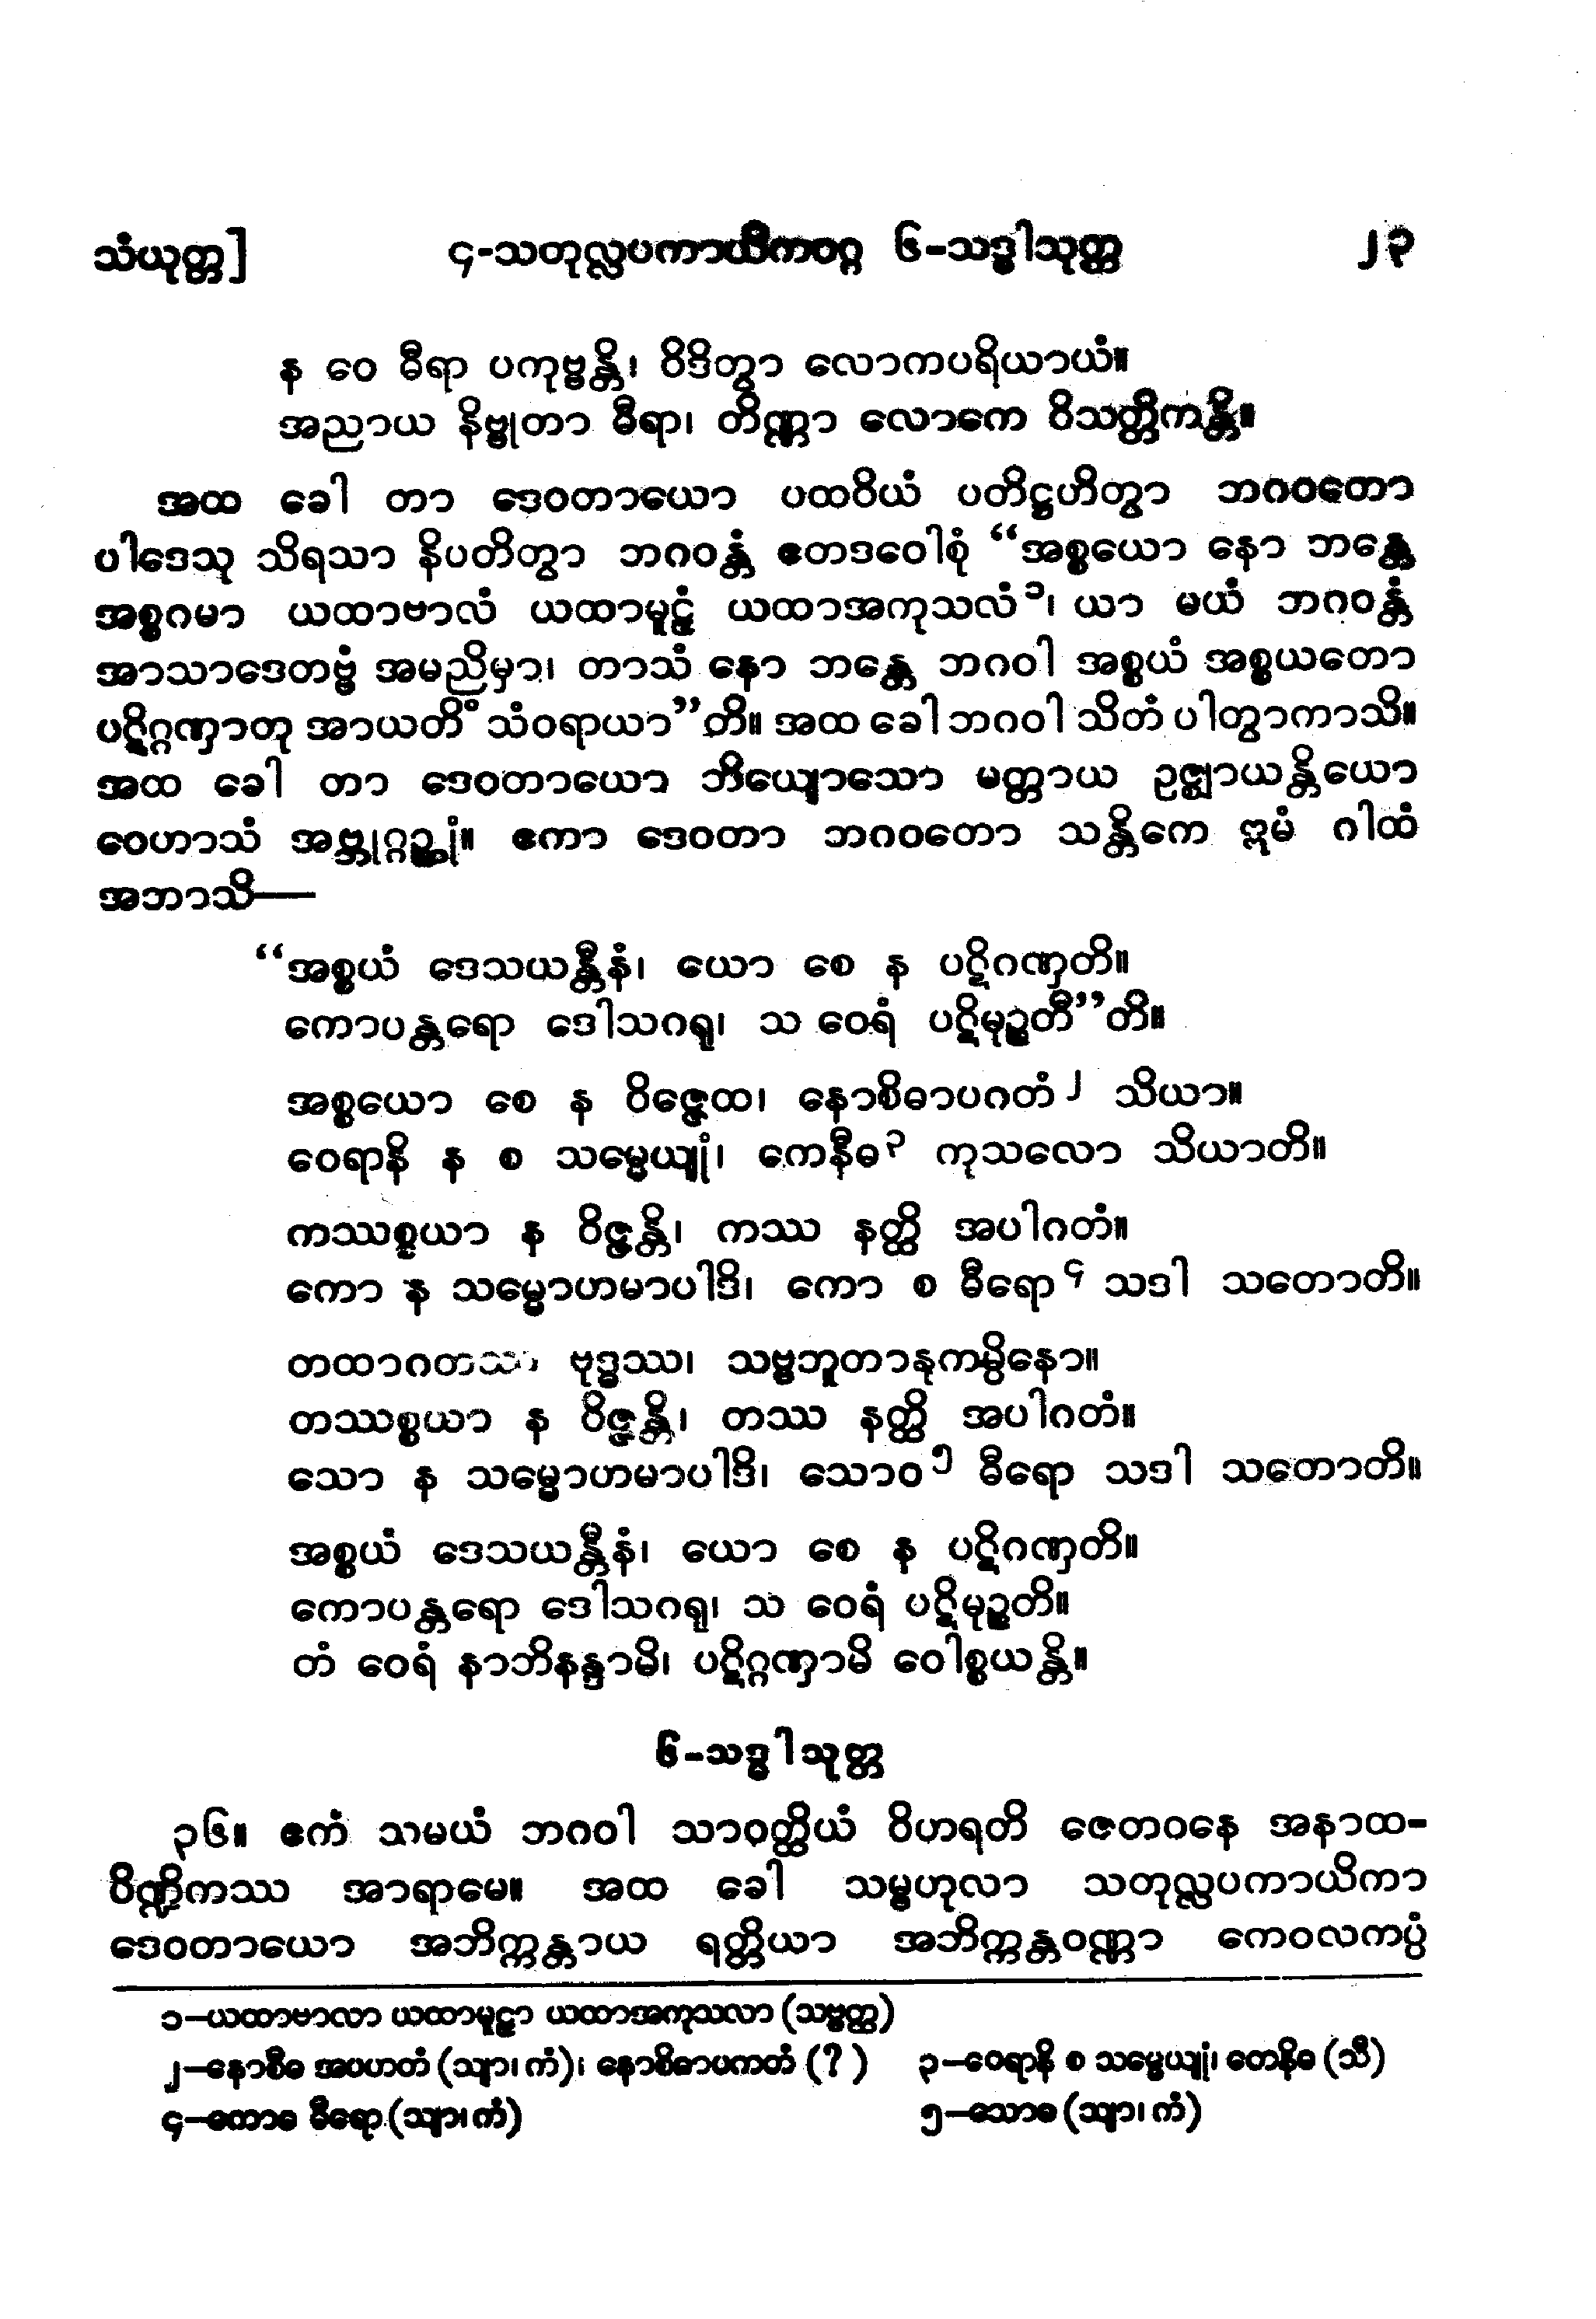 သံယုတ္တ] ၄-သတုလ္လပကာယိကဝဂ္ဂ ၆-သဒ္ဓါသုတ္တ ၂၃
န ဝေ ဓီရာ ပကုဗ္ဗန္တိ၊ ဝိဒိတွာ လောကပရိယာယံ။
အညာယ နိဗ္ဗုတာ ဓီရာ၊ တိဏ္ဏာ လောကေ ဝိသတ္တိကန္တိ။
အထ ခေါ တာ ဒေဝတာယော ပထဝိယံ ပတိဋ္ဌဟိတွာ ဘဂဝတော
ပါဒေသု သိရသာ နိပတိတွာ ဘဂဝန္တံ ဧတဒဝေါစုံ “အစ္စယော နော ဘန္တေ
အစ္စဂမာ ယထာဗာလံ ယထာမူဠှံ ယထာအကုသလံ၁၊ ယာ မယံ ဘဂဝန္တံ
အာသာဒေတဗ္ဗံ အမညိမှာ၊ တာသံ နော ဘန္တေ ဘဂဝါ အစ္စယံ အစ္စယတော
ပဋိဂ္ဂဏှာတု အာယတိံ သံဝရာယာ”တိ။ အထ ခေါ ဘဂဝါ သိတံ ပါတွာကာသိ။
အထ ခေါ တာ ဒေဝတာယော ဘိယျောသော မတ္တာယ ဥဇ္ဈာယန္တိယော
ဝေဟာသံ အဗ္ဘုဂ္ဂဉ္ဆုံ။ ဧကာ ဒေဝတာ ဘဂဝတော သန္တိကေ ဣမံ ဂါထံ
အဘာသိ—
“အစ္စယံ ဒေသယန္တီနံ၊ ယော စေ န ပဋိဂဏှတိ။
ကောပန္တရော ဒေါသဂရု၊ သ ဝေရံ ပဋိမုဉ္စတီ”တိ။
အစ္စယော စေ န ဝိဇ္ဇေထ၊ နောစိဓာပဂတံ၂ သိယာ။
ဝေရာနိ န စ သမ္မေယျုံ၊ ကေနီဓ၃ ကုသလော သိယာတိ။
ကဿစ္စယာ န ဝိဇ္ဇန္တိ၊ ကဿ နတ္ထိ အပါဂတံ။
ကော န သမ္မောဟမာပါဒိ၊ ကော စ ဓီရော၄ သဒါ သတောတိ။
တထာဂတဿ ဗုဒ္ဓဿ၊ သဗ္ဗဘူတာနုကမ္ပိနော။
တဿစ္စယာ န ဝိဇ္ဇန္တိ၊ တဿ နတ္ထိ အပါဂတံ။
သော န သမ္မောဟမာပါဒိ၊ သောဝ၅ ဓီရော သဒါ သတောတိ။
အစ္စယံ ဒေသယန္တီနံ၊ ယော စေ န ပဋိဂဏှတိ။
ကောပန္တရော ဒေါသဂရု၊ သ ဝေရံ ပဋိမုဉ္စတိ။
တံ ဝေရံ နာဘိနန္ဒာမိ၊ ပဋိဂ္ဂဏှာမိ ဝေါစ္စယန္တိ။
၆-သဒ္ဓါသုတ္တ
၃၆။ ဧကံ သမယံ ဘဂဝါ သာဝတ္ထိယံ ဝိဟရတိ ဇေတဝနေ အနာထ-
ပိဏ္ဍိကဿ အာရာမေ။ အထ ခေါ သမ္ဗဟုလာ သတုလ္လပကာယိကာ
ဒေဝတာယော အဘိက္ကန္တာယ ရတ္တိယာ အဘိက္ကန္တဝဏ္ဏာ ကေဝလကပ္ပံ
၁—ယထာဗာလာ ယထာမူဠှာ ယထာအကုသလာ (သဗ္ဗတ္ထ)
၂—နောစီဓ အပဟတံ (သျာ၊ ကံ)၊ နောစိဓာပကတံ (?) ၃—ဝေရာနိ စ သမ္မေယျုံ၊ တေနိဓ (သီ)
၄—ကောဓ ဓီရော (သျာ၊ ကံ) ၅—သောဓ (သျာ၊ ကံ)